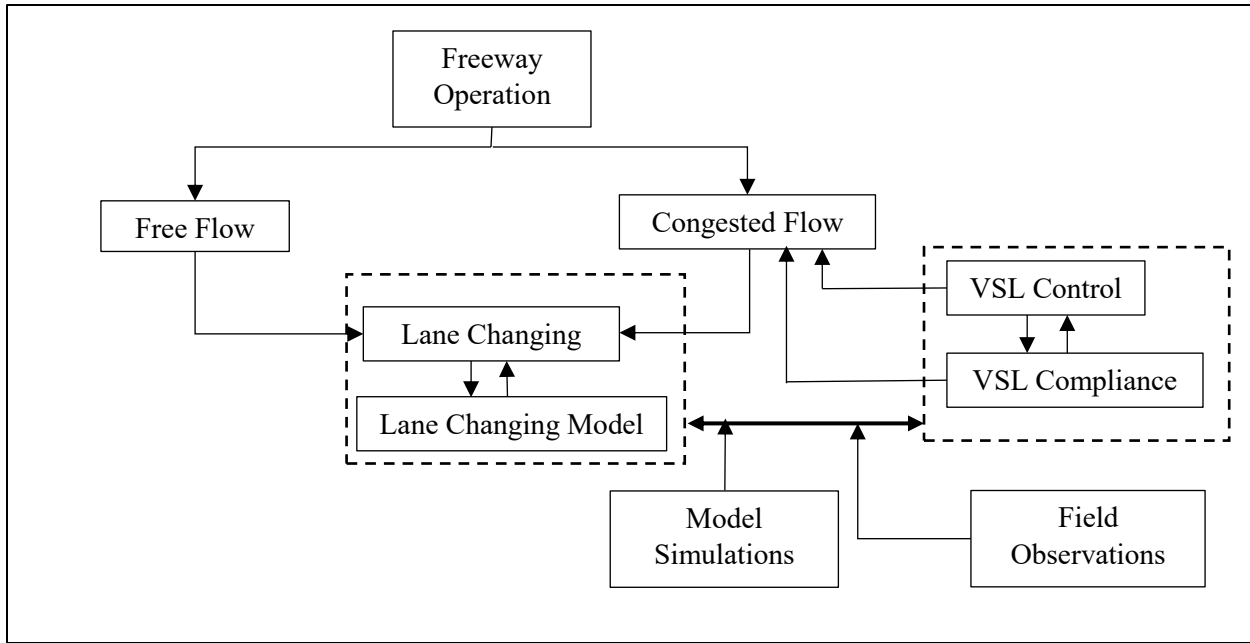 Freeway
Operation
Free Flow
Congested Flow
VSL Control
Lane Changing
VSL Compliance
Lane Changing Model
Model
Simulations
Field
Observations